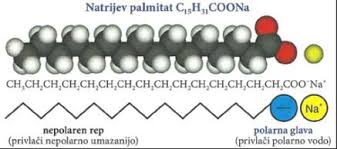 Natrijev palmitat C₁₅H₃₁COONa
CH₃CH₂CH₂CH₂CH₂CH₂CH₂CH₂CH₂CH₂CH₂CH₂CH₂CH₂CH₂COO⁻Na⁺
− Na⁺
nepolaren rep polarna glava
(privlači nepolarno umazanijo) (privlači polarno vodo)